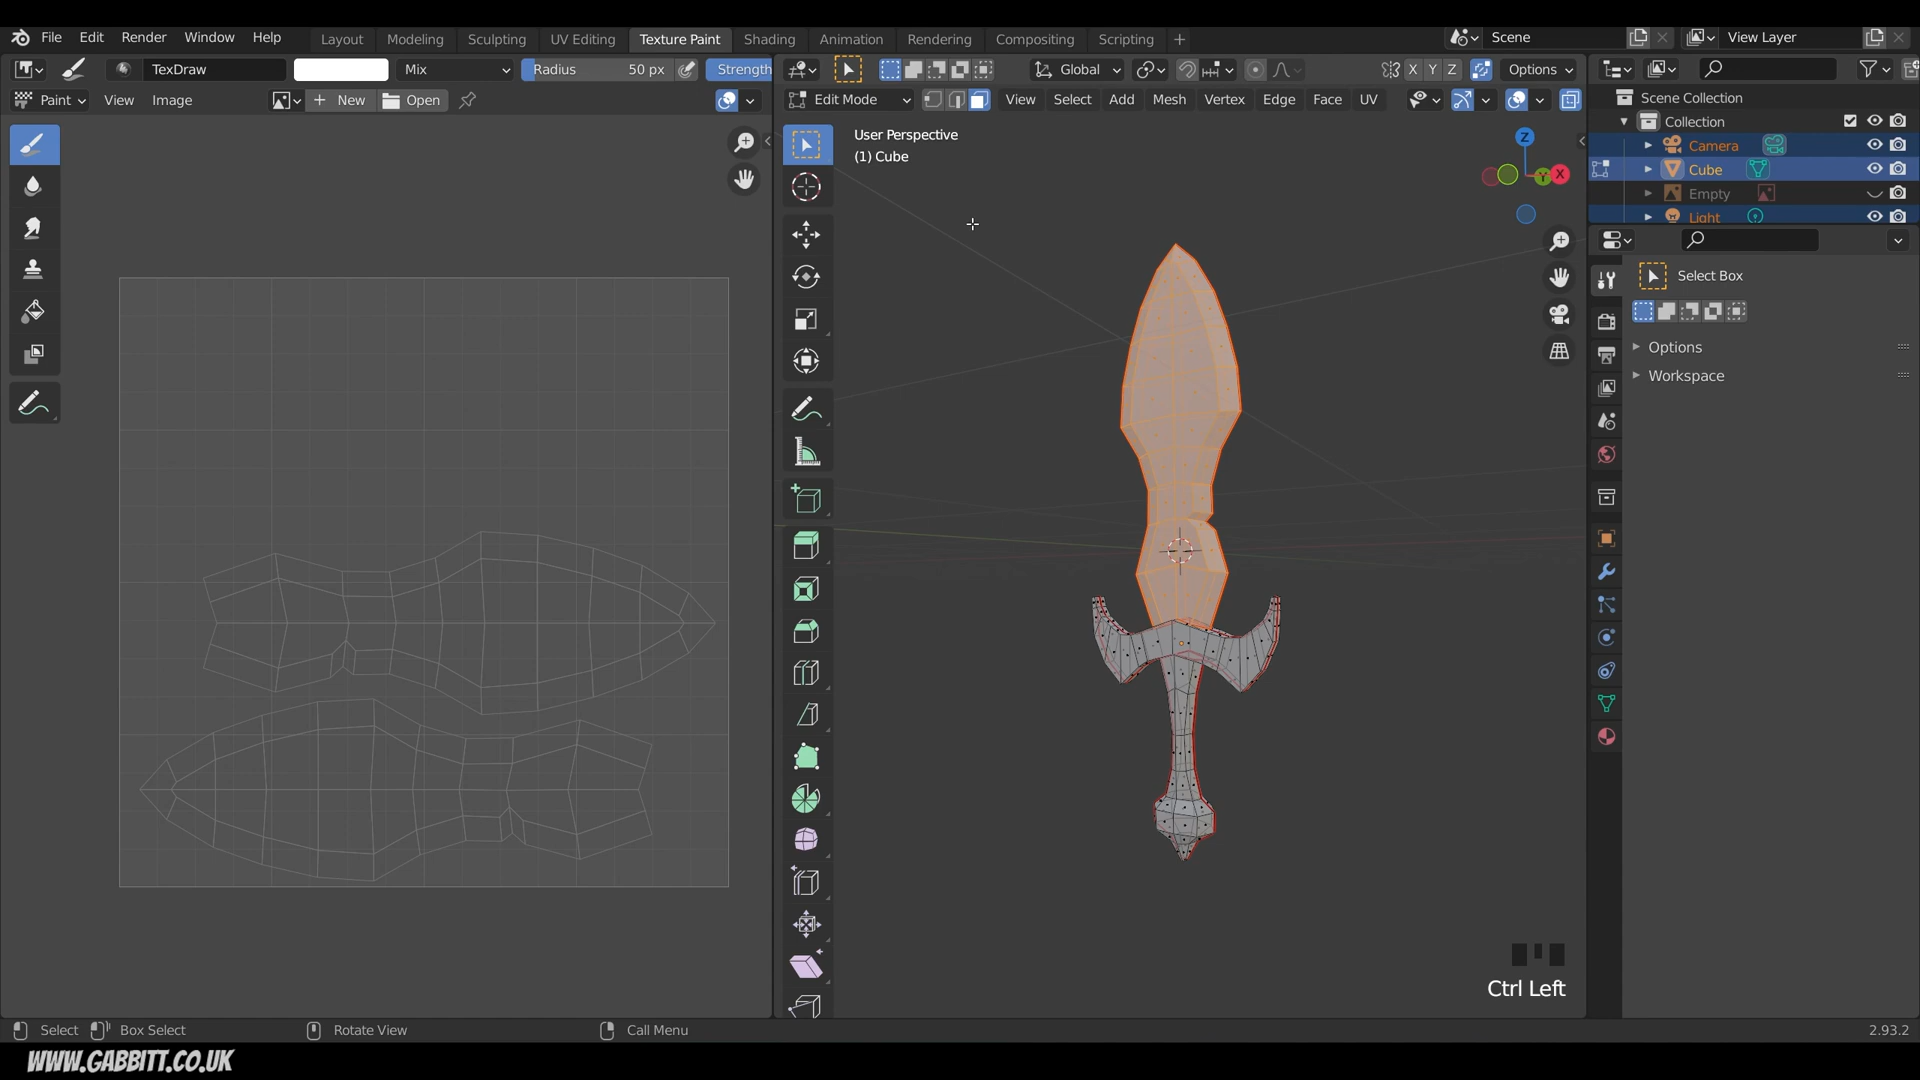 File Edit Render Window Help Layout Modeling Sculpting UV Editing Texture Paint Shading Animation Rendering Compositing Scripting + Scene View Layer
TexDraw Mix Radius 50 px Strength Global X Y Z Options
Paint View Image + New Open Edit Mode View Select Add Mesh Vertex Edge Face UV
Scene Collection
Collection
Camera
Cube
Empty
Light
User Perspective
(1) Cube
Z
Y
X
Select Box
Options
Workspace
Ctrl Left
Select Box Select Rotate View Call Menu 2.93.2
WWW.GABBITT.CO.UK